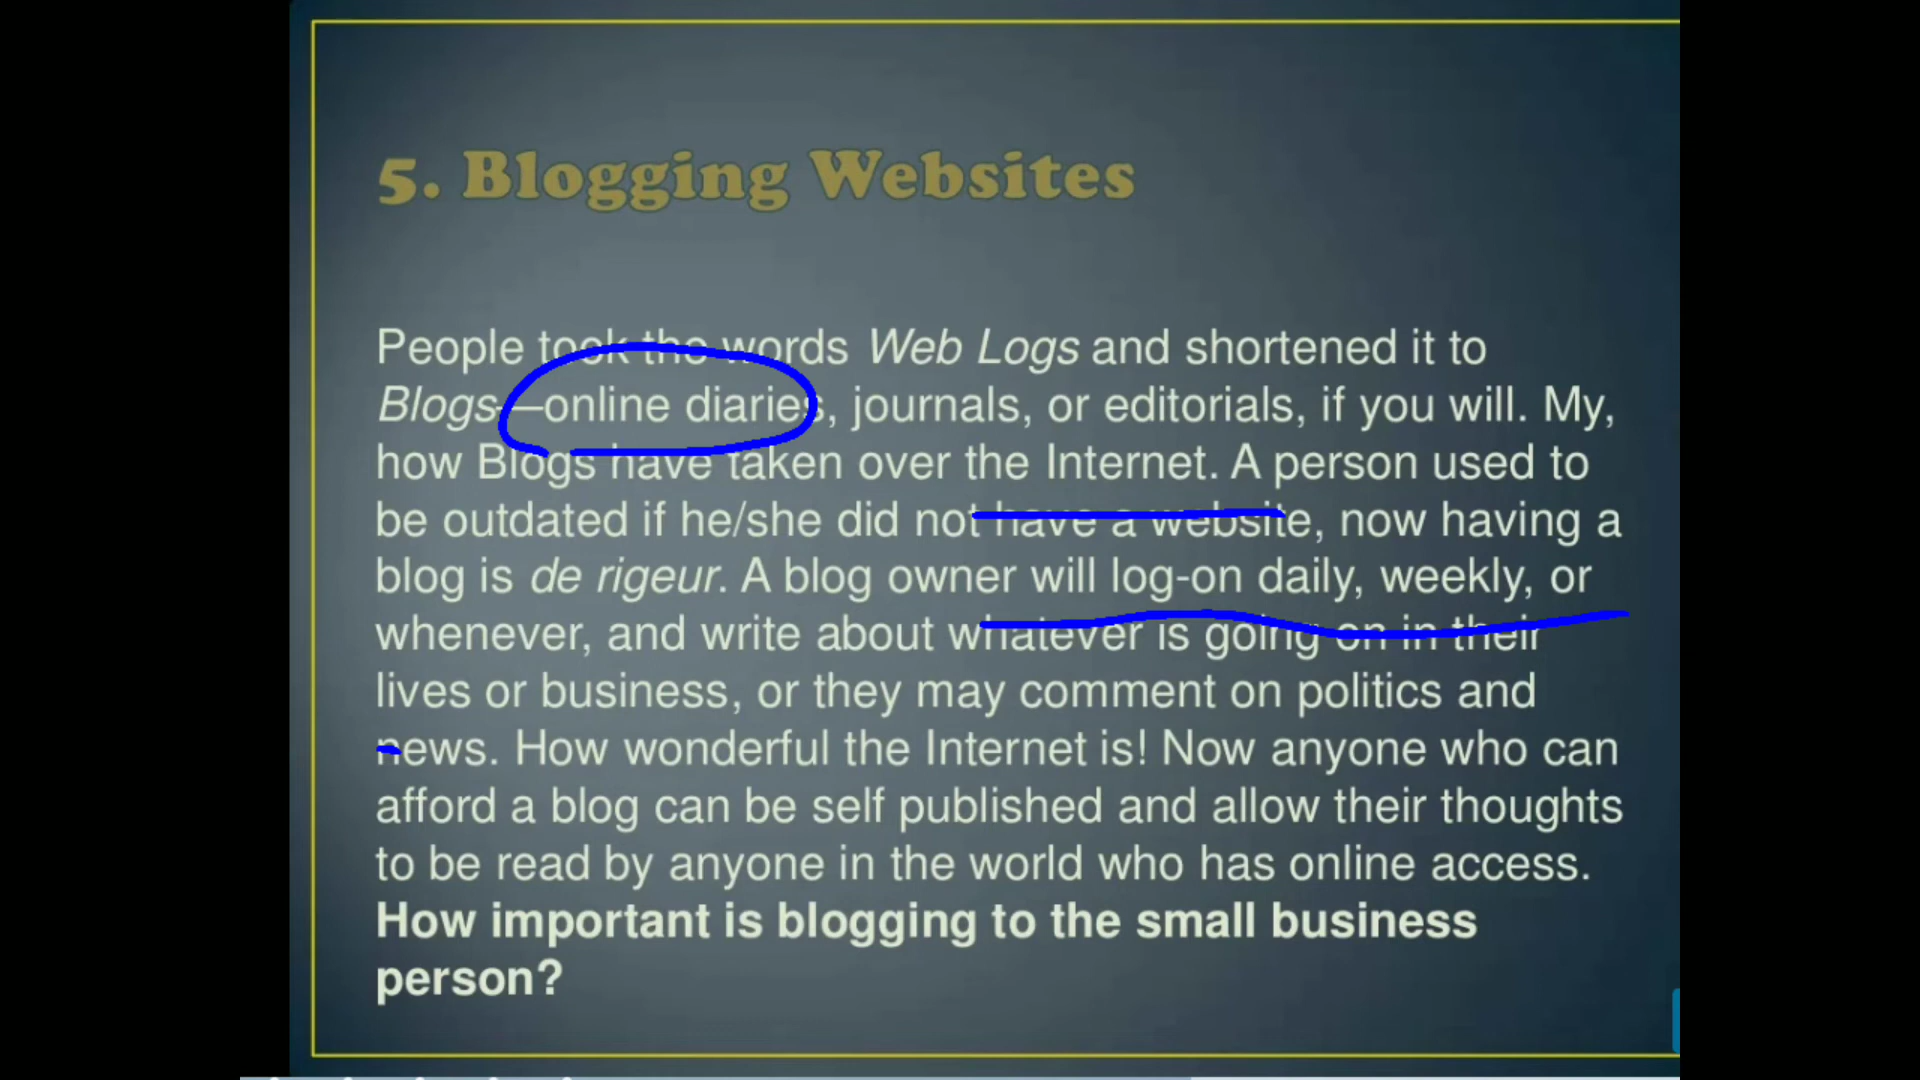 5. Blogging Websites
People took the words Web Logs and shortened it to
Blogs—online diaries, journals, or editorials, if you will. My,
how Blogs have taken over the Internet. A person used to
be outdated if he/she did not have a website, now having a
blog is de rigeur. A blog owner will log-on daily, weekly, or
whenever, and write about whatever is going on in their
lives or business, or they may comment on politics and
news. How wonderful the Internet is! Now anyone who can
afford a blog can be self published and allow their thoughts
to be read by anyone in the world who has online access.
How important is blogging to the small business
person?